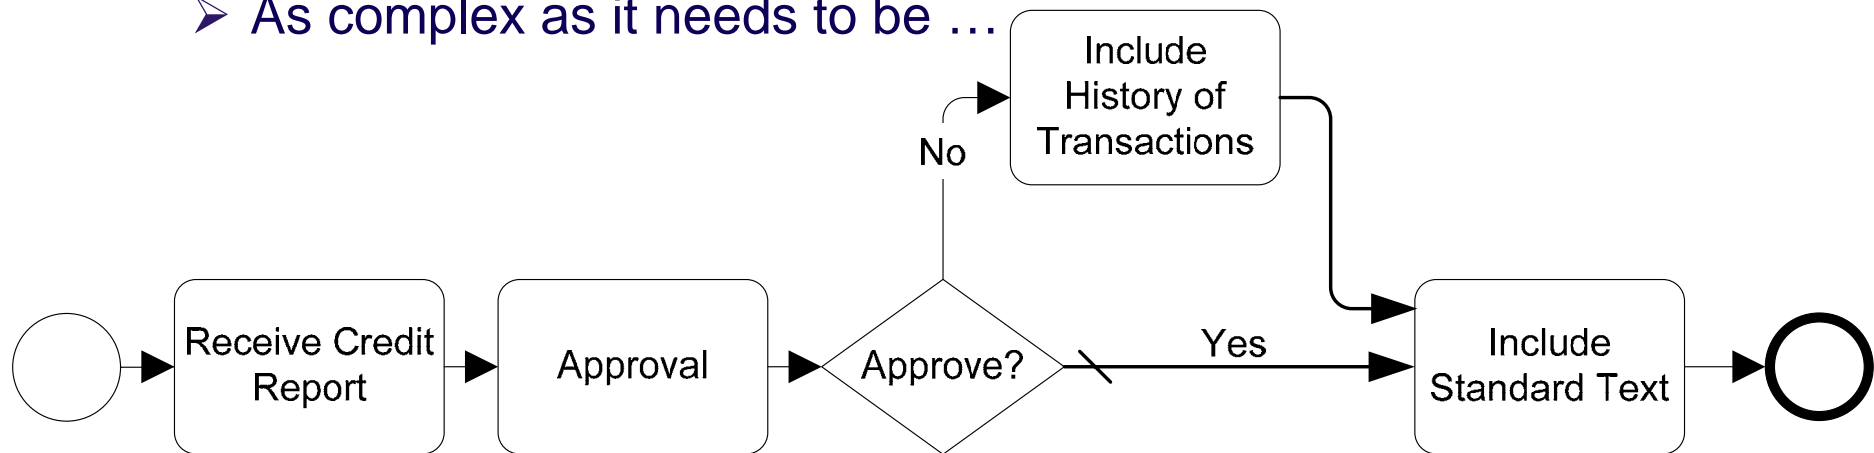 ➢ As complex as it needs to be …
Include
History of
Transactions
No
Receive Credit
Report
Approval
Approve?
Yes
Include
Standard Text